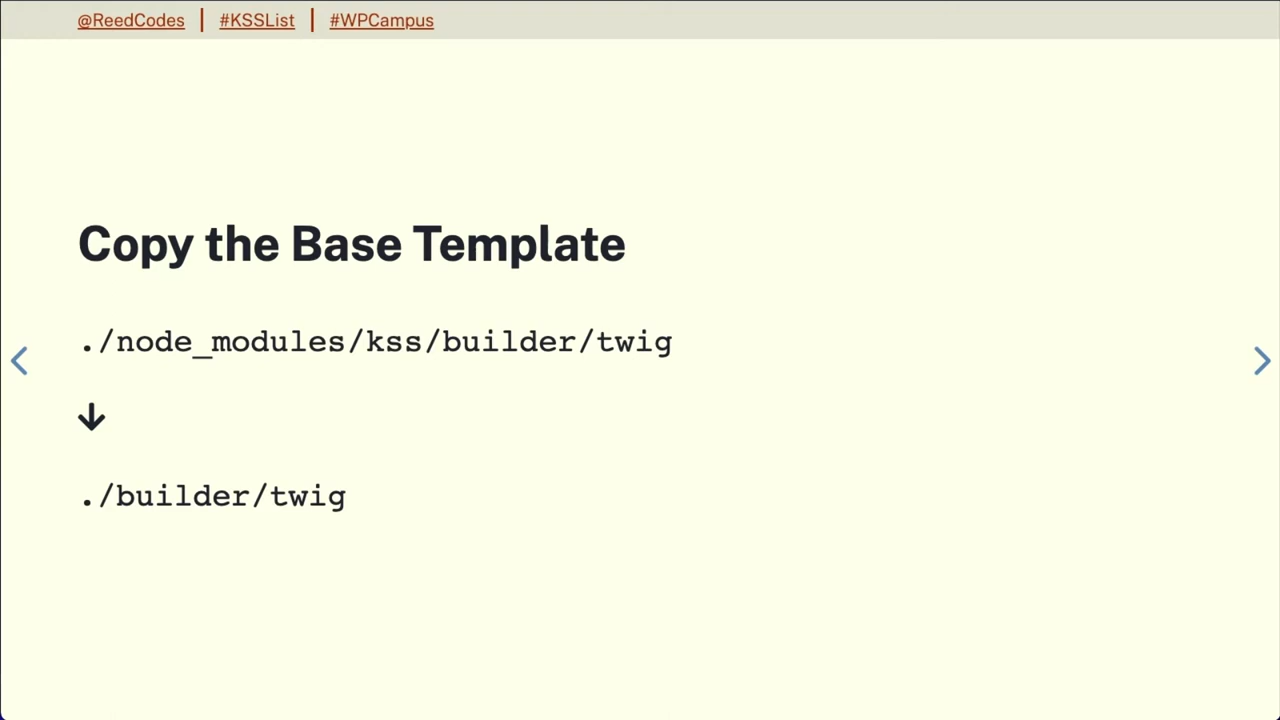 @ReedCodes | #KSSList | #WPCampus
Copy the Base Template
./node_modules/kss/builder/twig
↓
./builder/twig